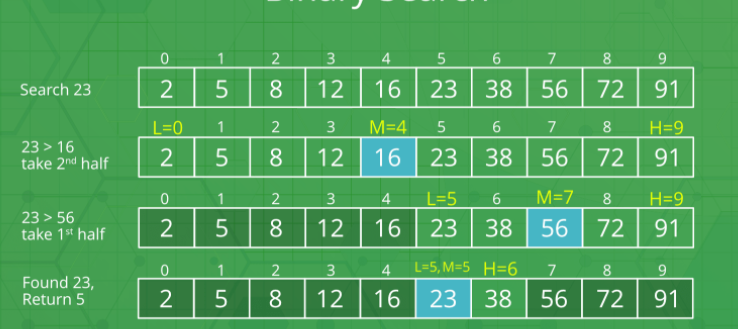 Binary Search
0 1 2 3 4 5 6 7 8 9
Search 23
2 5 8 12 16 23 38 56 72 91
L=0 1 2 3 M=4 5 6 7 8 H=9
23 > 16
take 2nd half
2 5 8 12 16 23 38 56 72 91
0 1 2 3 4 L=5 6 M=7 8 H=9
23 > 56
take 1st half
2 5 8 12 16 23 38 56 72 91
0 1 2 3 4 L=5, M=5 H=6 7 8 9
Found 23,
Return 5
2 5 8 12 16 23 38 56 72 91